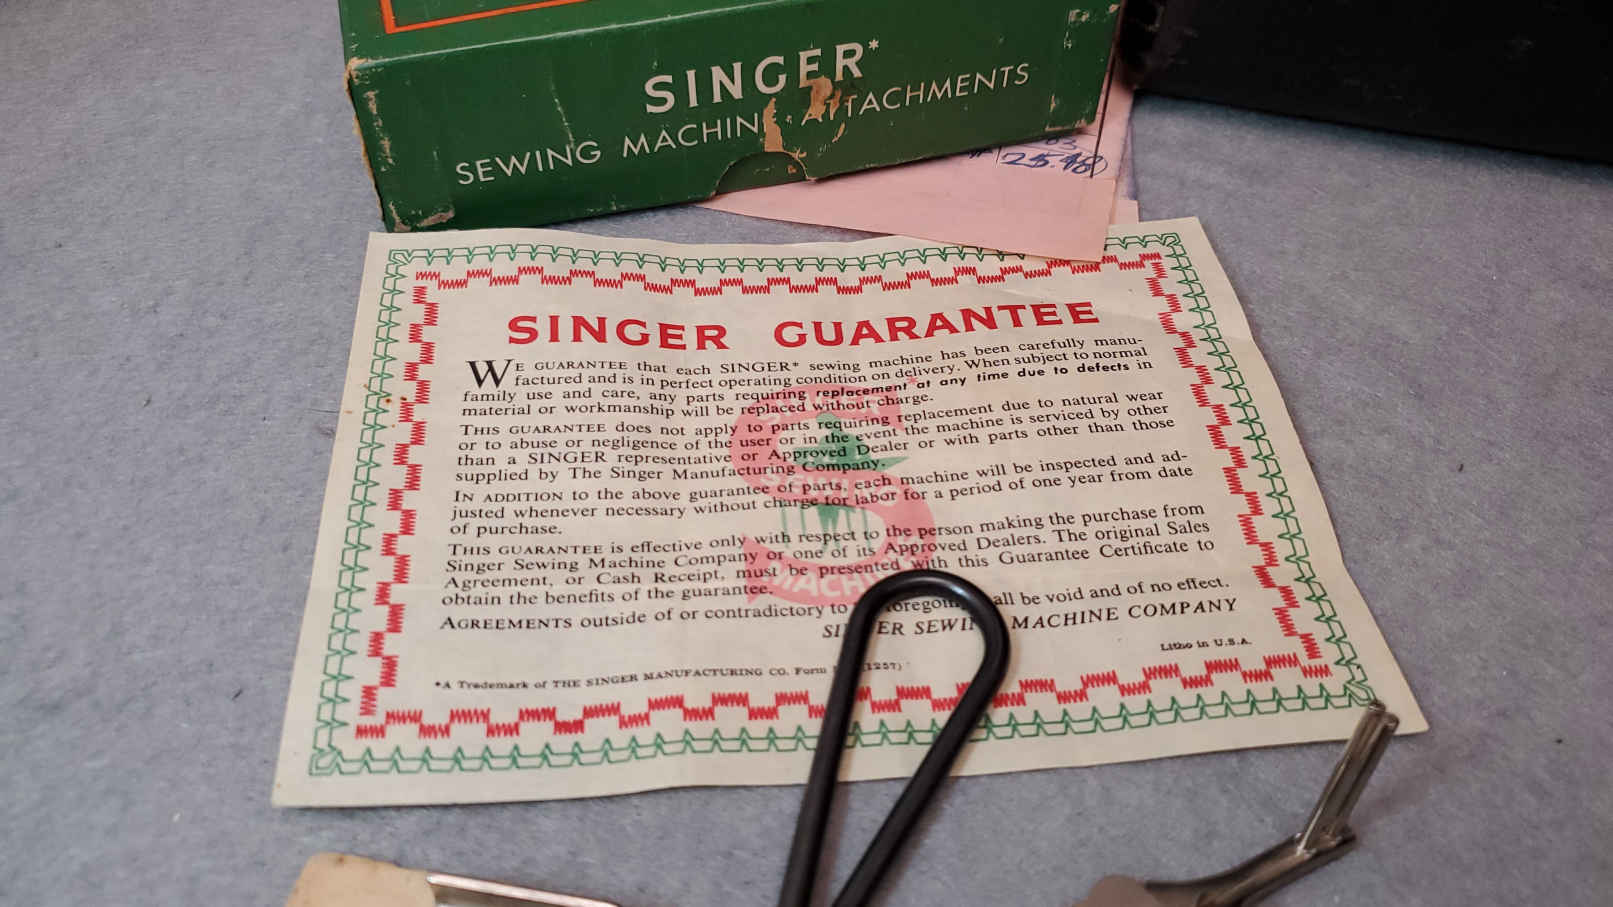 SINGER*
SEWING MACHINE ATTACHMENTS
25.48
SINGER GUARANTEE
WE GUARANTEE that each SINGER* sewing machine has been carefully manu-
factured and is in perfect operating condition on delivery. When subject to normal
family use and care, any parts requiring replacement at any time due to defects in
material or workmanship will be replaced without charge.
THIS GUARANTEE does not apply to parts requiring replacement due to natural wear
or to abuse or negligence of the user or in the event the machine is serviced by other
than a SINGER representative or Approved Dealer or with parts other than those
supplied by The Singer Manufacturing Company.
IN ADDITION to the above guarantee of parts, each machine will be inspected and ad-
justed whenever necessary without charge for labor for a period of one year from date
of purchase.
THIS GUARANTEE is effective only with respect to the person making the purchase from
Singer Sewing Machine Company or one of its Approved Dealers. The original Sales
Agreement, or Cash Receipt, must be presented with this Guarantee Certificate to
obtain the benefits of the guarantee.
AGREEMENTS outside of or contradictory to foregoing shall be void and of no effect.
SINGER SEWING MACHINE COMPANY
Litho in U.S.A.
*A Trademark of THE SINGER MANUFACTURING CO. Form (1257)